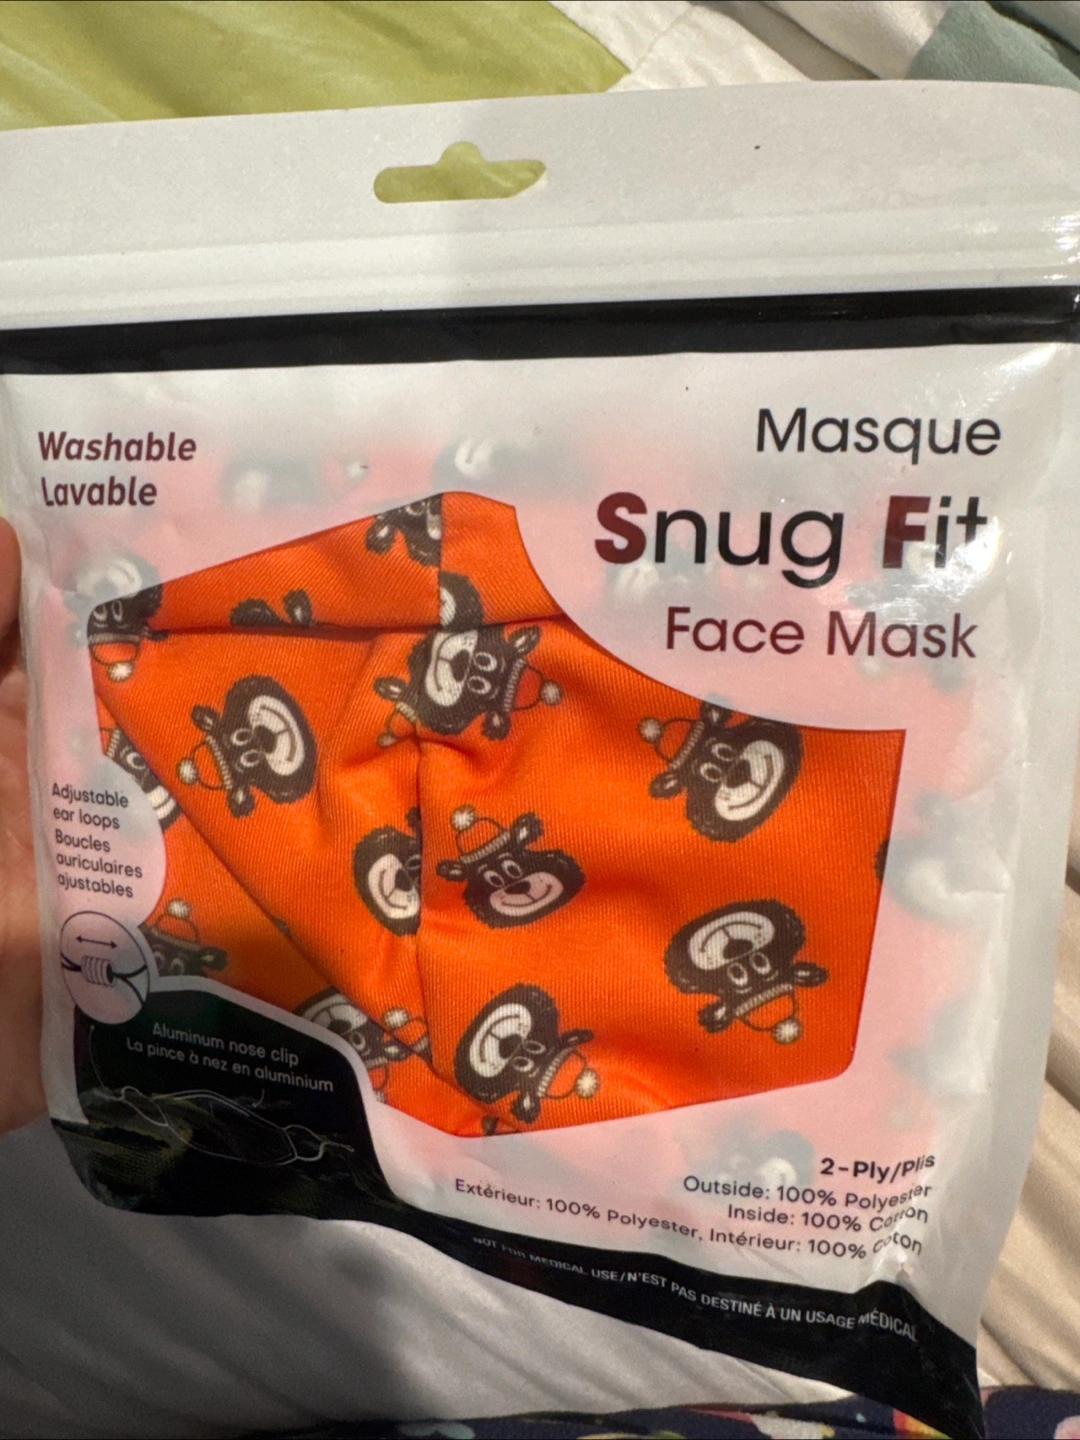 Washable
Lavable
Masque
Snug Fit
Face Mask
Adjustable
ear loops
Boucles
auriculaires
ajustables
Aluminum nose clip
La pince à nez en aluminium
2-Ply/Plis
Outside: 100% Polyester
Inside: 100% Cotton
Extérieur: 100% Polyester, Intérieur: 100% Coton
NOT FOR MEDICAL USE/N'EST PAS DESTINÉ À UN USAGE MÉDICAL